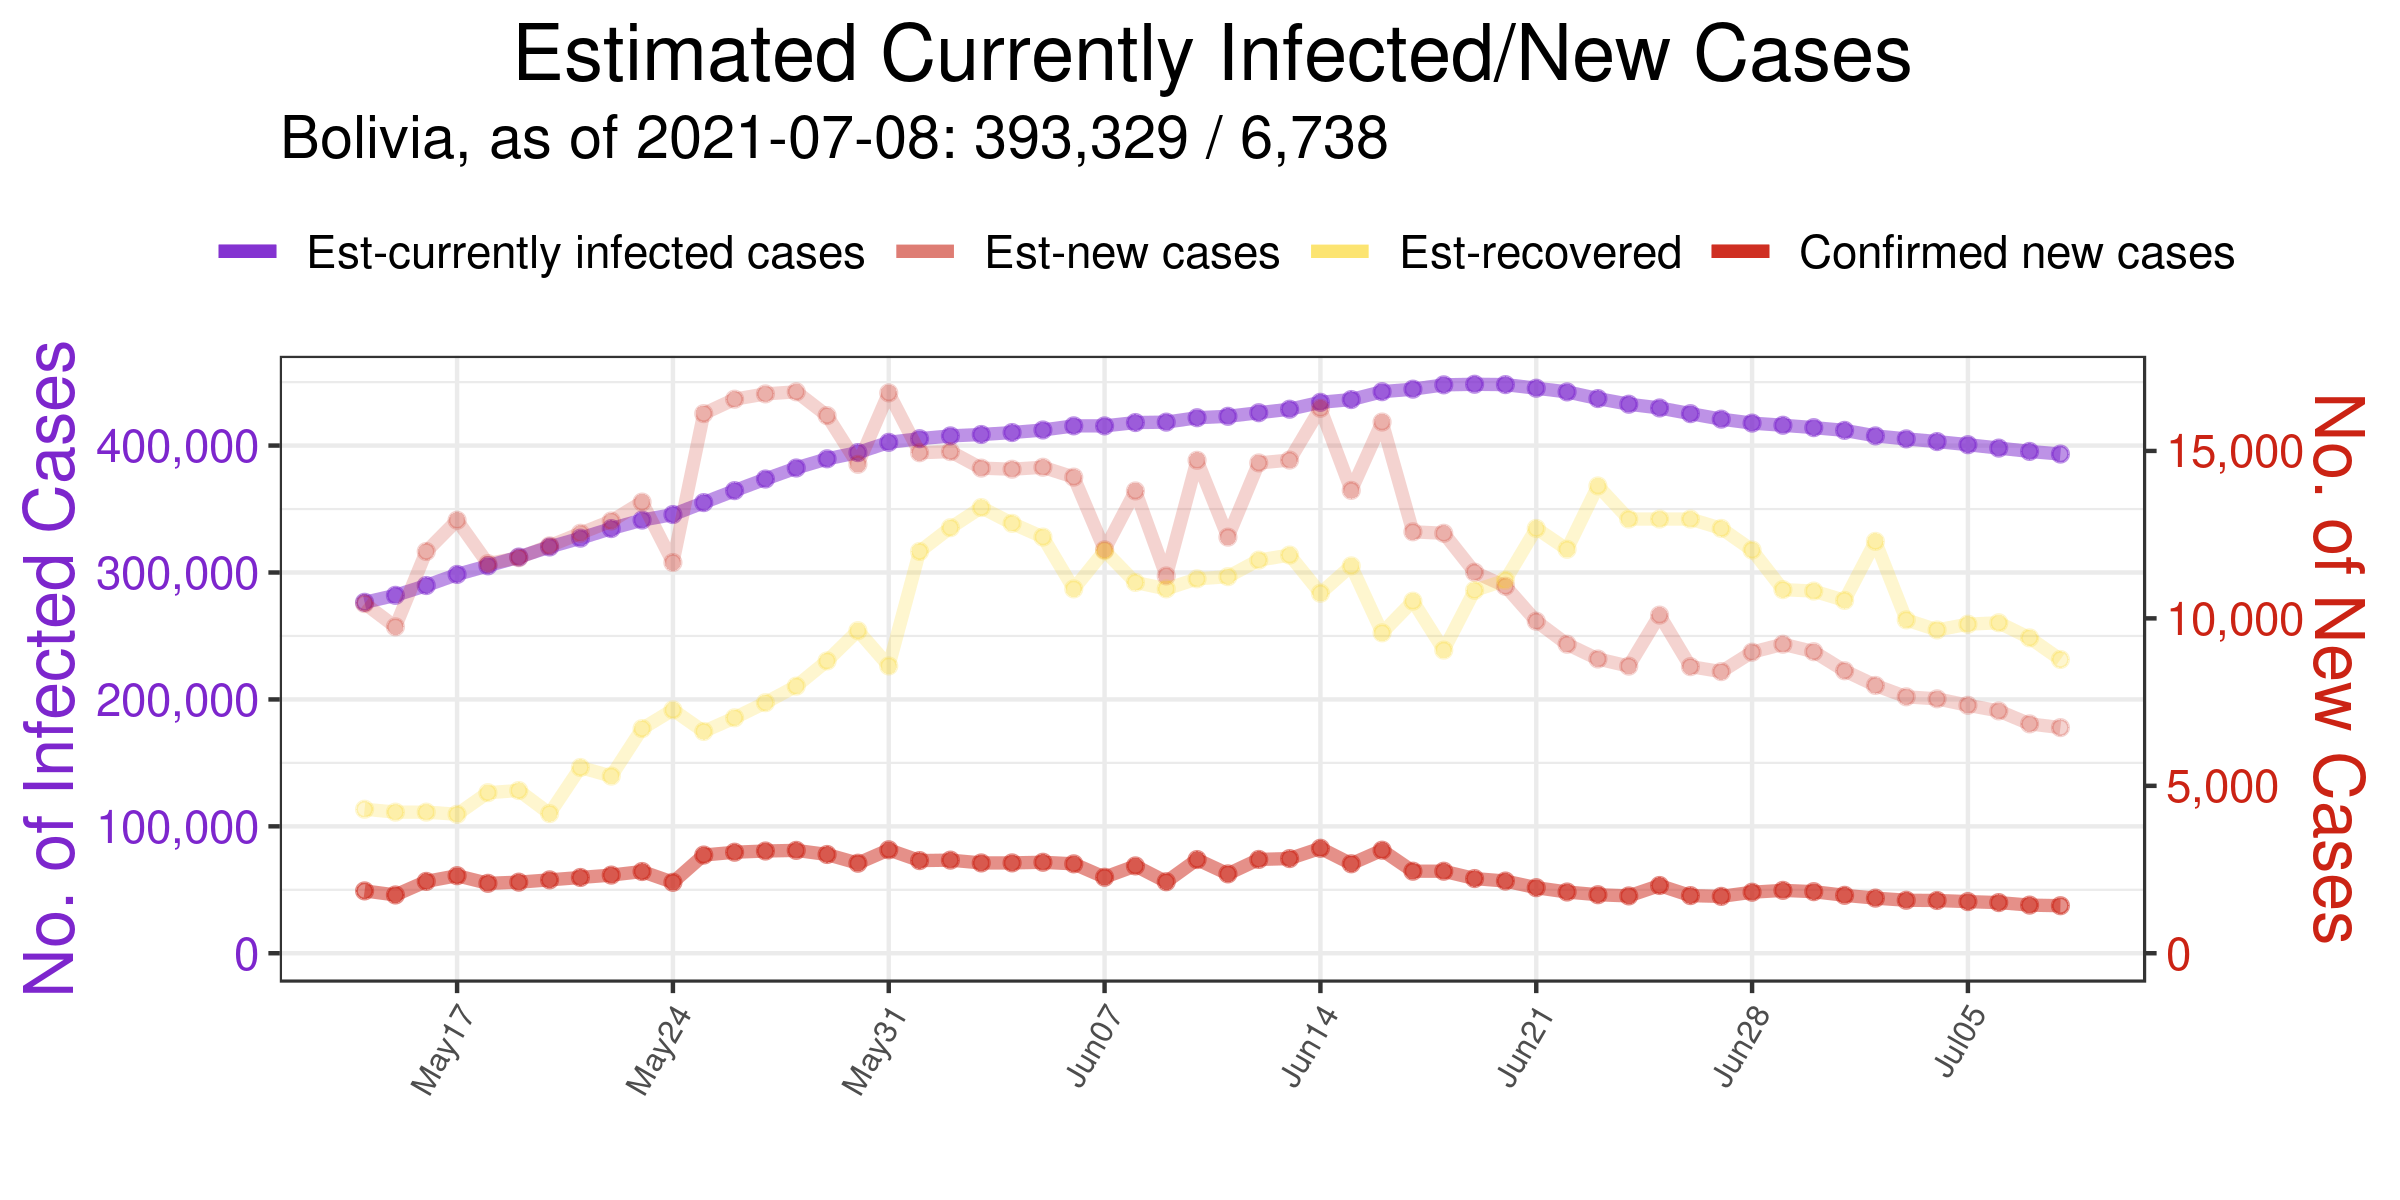 Estimated Currently Infected/New Cases
Bolivia, as of 2021-07-08: 393,329 / 6,738
Est-currently infected cases Est-new cases Est-recovered Confirmed new cases
No. of Infected Cases
400,000
300,000
200,000
100,000
0
15,000
10,000
5,000
0
No. of New Cases
May17 May24 May31 Jun07 Jun14 Jun21 Jun28 Jul05